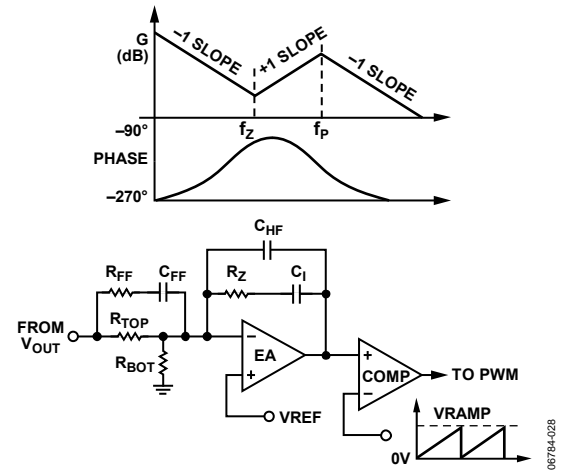 G
(dB)
–1 SLOPE
+1 SLOPE
–1 SLOPE
–90°
fZ
fP
PHASE
–270°
CHF
RFF
CFF
RZ
CI
FROM
VOUT
RTOP
RBOT
–
EA
+
VREF
+
COMP
–
TO PWM
VRAMP
0V
06784-028